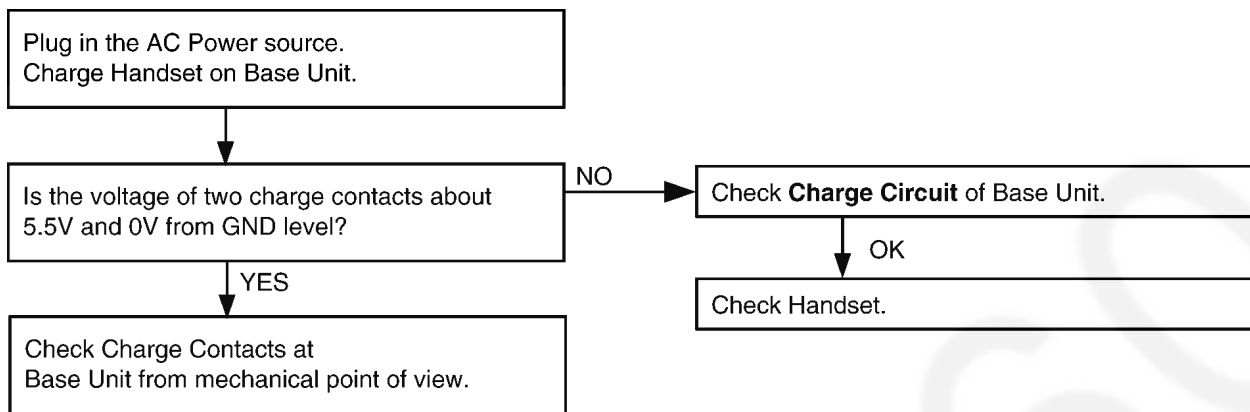 Plug in the AC Power source.
Charge Handset on Base Unit.
Is the voltage of two charge contacts about
5.5V and 0V from GND level?
NO
Check Charge Circuit of Base Unit.
OK
Check Handset.
YES
Check Charge Contacts at
Base Unit from mechanical point of view.